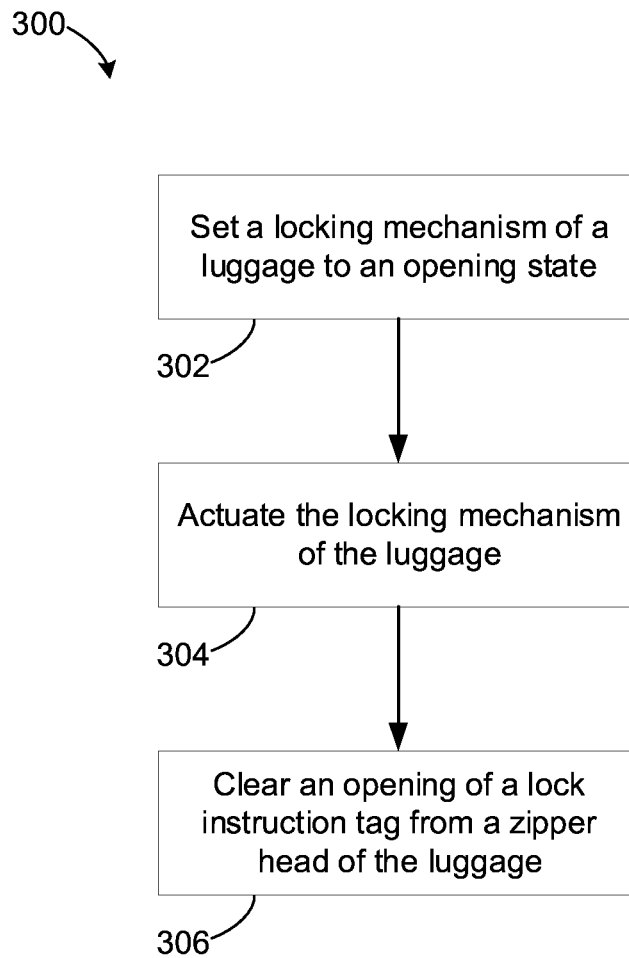 300
Set a locking mechanism of a
luggage to an opening state
302
Actuate the locking mechanism
of the luggage
304
Clear an opening of a lock
instruction tag from a zipper
head of the luggage
306